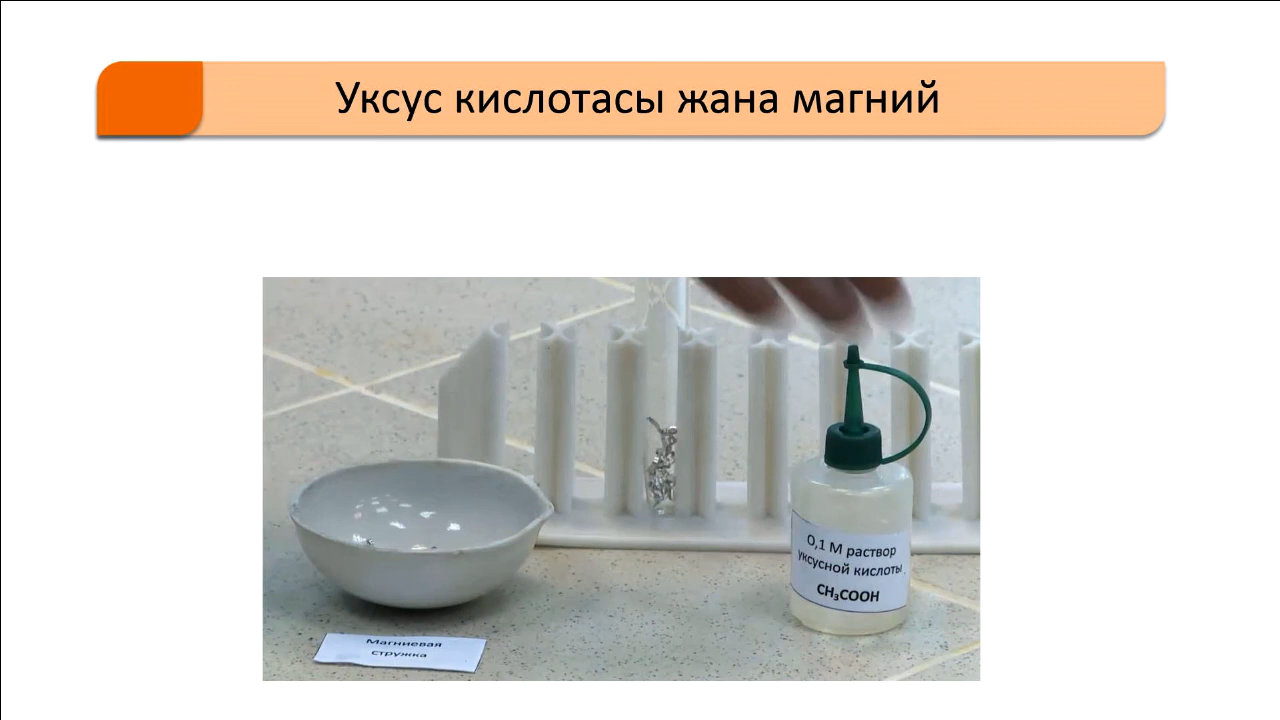 Уксус кислотасы жана магний
0,1 М раствор
уксусной кислоты
CH₃COOH
Магниевая
стружка